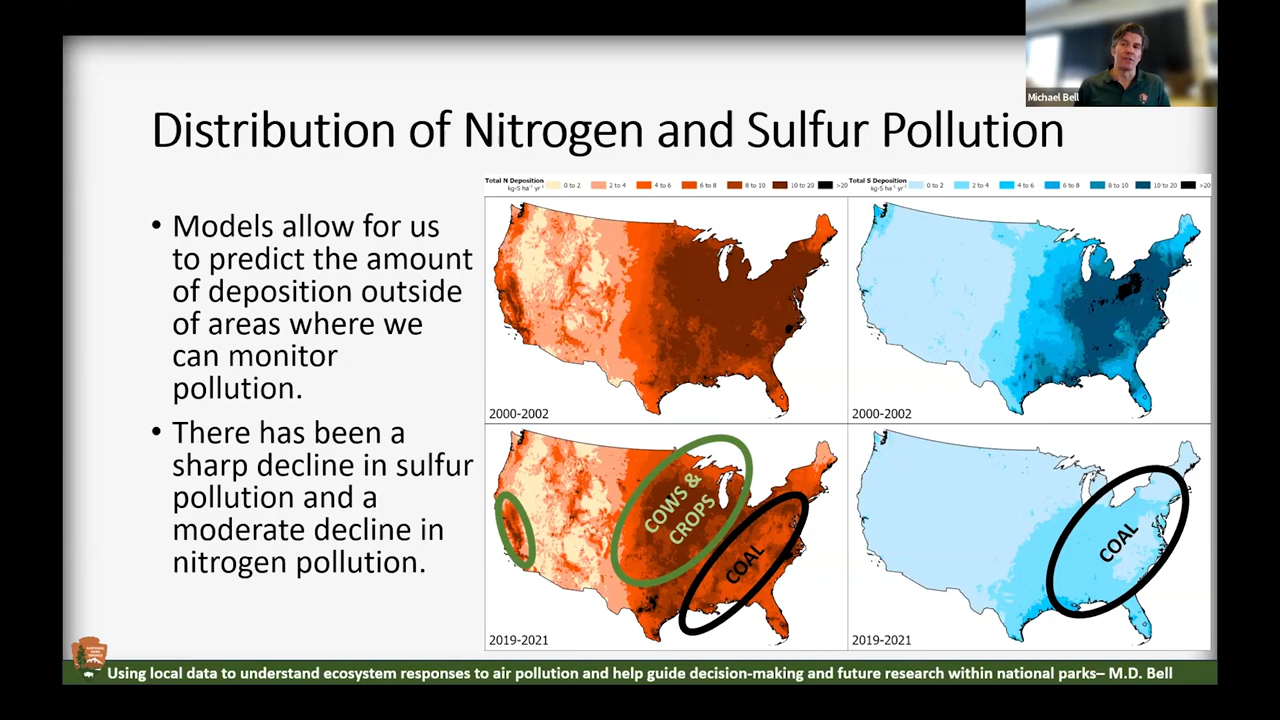 Michael Bell
Distribution of Nitrogen and Sulfur Pollution
• Models allow for us
to predict the amount
of deposition outside
of areas where we
can monitor
pollution.
• There has been a
sharp decline in sulfur
pollution and a
moderate decline in
nitrogen pollution.
Total N Deposition
kg-S ha⁻¹ yr⁻¹ 0 to 2 2 to 4 4 to 6 6 to 8 8 to 10 10 to 20 >20
Total S Deposition
kg-S ha⁻¹ yr⁻¹ 0 to 2 2 to 4 4 to 6 6 to 8 8 to 10 10 to 20 >20
2000-2002
2000-2002
COWS &
CROPS
COAL
2019-2021
COAL
2019-2021
NATIONAL
PARK
SERVICE
Using local data to understand ecosystem responses to air pollution and help guide decision-making and future research within national parks– M.D. Bell